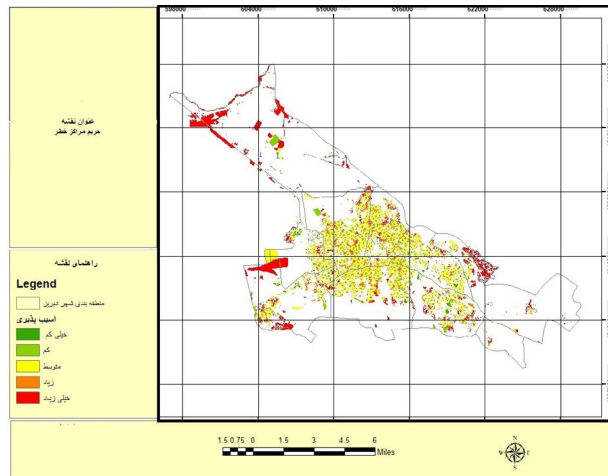 598000 604000 610000 616000 622000 628000
عنوان نقشه
حریم مراکز خطر
راهنمای نقشه
Legend
منطقه بندی شهر تبریز
اسیب پذیری
خیلی کم
کم
متوسط
زیاد
خیلی زیاد
1.5 0.75 0 1.5 3 4.5 6
Miles
N
W E
S